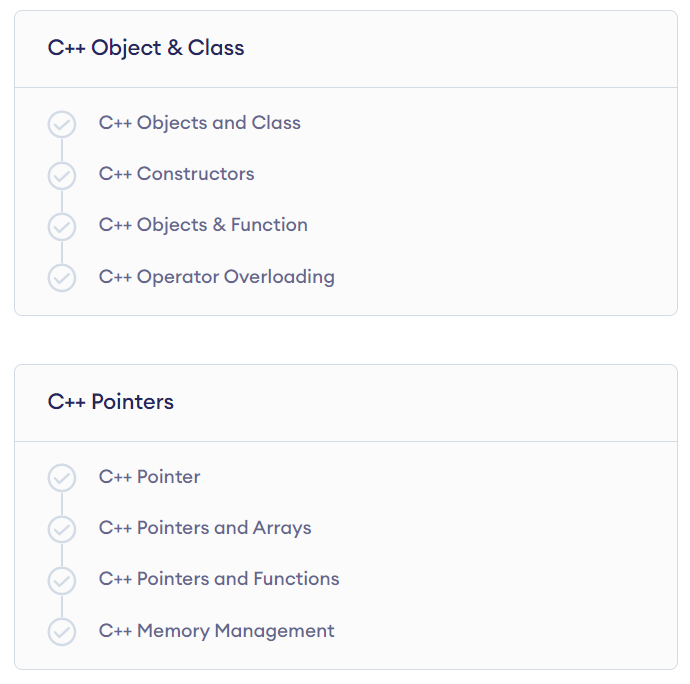 C++ Object & Class
C++ Objects and Class
C++ Constructors
C++ Objects & Function
C++ Operator Overloading
C++ Pointers
C++ Pointer
C++ Pointers and Arrays
C++ Pointers and Functions
C++ Memory Management